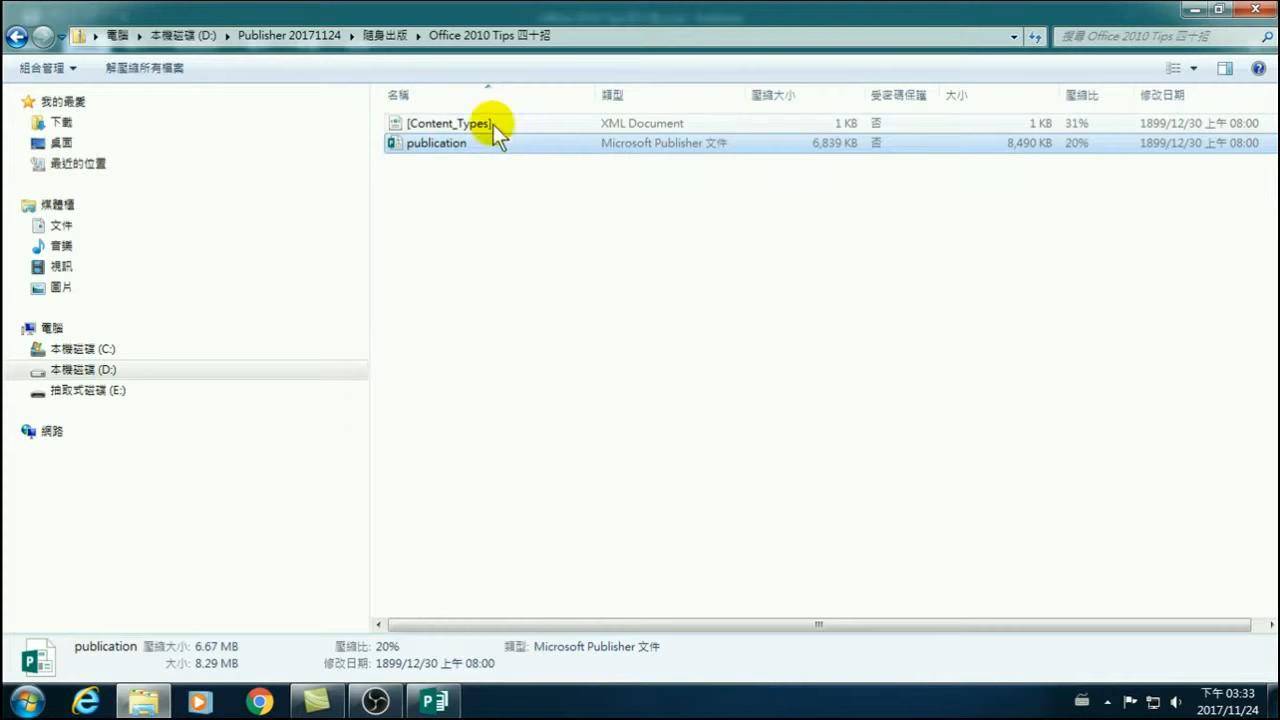 電腦 本機磁碟 (D:) Publisher 20171124 隨身出版 Office 2010 Tips 四十招
搜尋 Office 2010 Tips 四十招
組合管理 解壓縮所有檔案
我的最愛
下載
桌面
最近的位置
媒體櫃
文件
音樂
視訊
圖片
電腦
本機磁碟 (C:)
本機磁碟 (D:)
抽取式磁碟 (E:)
網路
名稱 類型 壓縮大小 受密碼保護 大小 壓縮比 修改日期
[Content_Types] XML Document 1 KB 否 1 KB 31% 1899/12/30 上午 08:00
publication Microsoft Publisher 文件 6,839 KB 否 8,490 KB 20% 1899/12/30 上午 08:00
publication 壓縮大小: 6.67 MB 壓縮比: 20% 類型: Microsoft Publisher 文件
大小: 8.29 MB 修改日期: 1899/12/30 上午 08:00
下午 03:33
2017/11/24